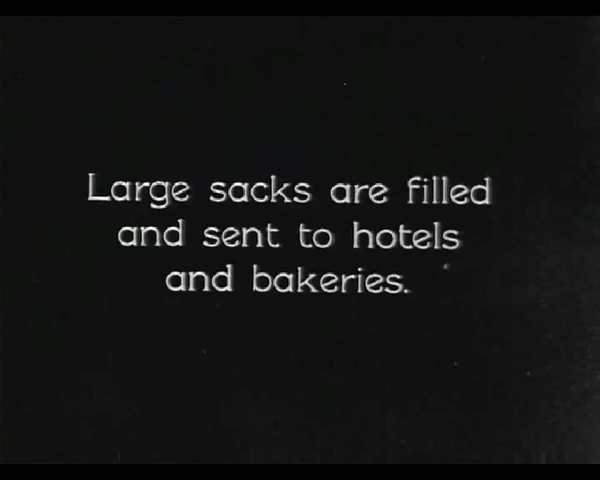 Large sacks are filled
and sent to hotels
and bakeries.